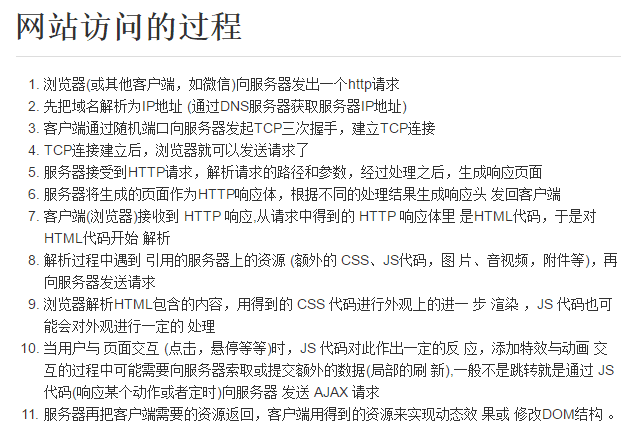 网站访问的过程
1. 浏览器(或其他客户端，如微信)向服务器发出一个http请求
2. 先把域名解析为IP地址 (通过DNS服务器获取服务器IP地址)
3. 客户端通过随机端口向服务器发起TCP三次握手，建立TCP连接
4. TCP连接建立后，浏览器就可以发送请求了
5. 服务器接受到HTTP请求，解析请求的路径和参数，经过处理之后，生成响应页面
6. 服务器将生成的页面作为HTTP响应体，根据不同的处理结果生成响应头 发回客户端
7. 客户端(浏览器)接收到 HTTP 响应,从请求中得到的 HTTP 响应体里 是HTML代码，于是对
HTML代码开始 解析
8. 解析过程中遇到 引用的服务器上的资源 (额外的 CSS、JS代码，图 片、音视频，附件等)，再
向服务器发送请求
9. 浏览器解析HTML包含的内容，用得到的 CSS 代码进行外观上的进一 步 渲染 ，JS 代码也可
能会对外观进行一定的 处理
10. 当用户与 页面交互 (点击，悬停等等)时，JS 代码对此作出一定的反 应，添加特效与动画 交
互的过程中可能需要向服务器索取或提交额外的数据(局部的刷 新),一般不是跳转就是通过 JS
代码(响应某个动作或者定时)向服务器 发送 AJAX 请求
11. 服务器再把客户端需要的资源返回，客户端用得到的资源来实现动态效 果或 修改DOM结构 。